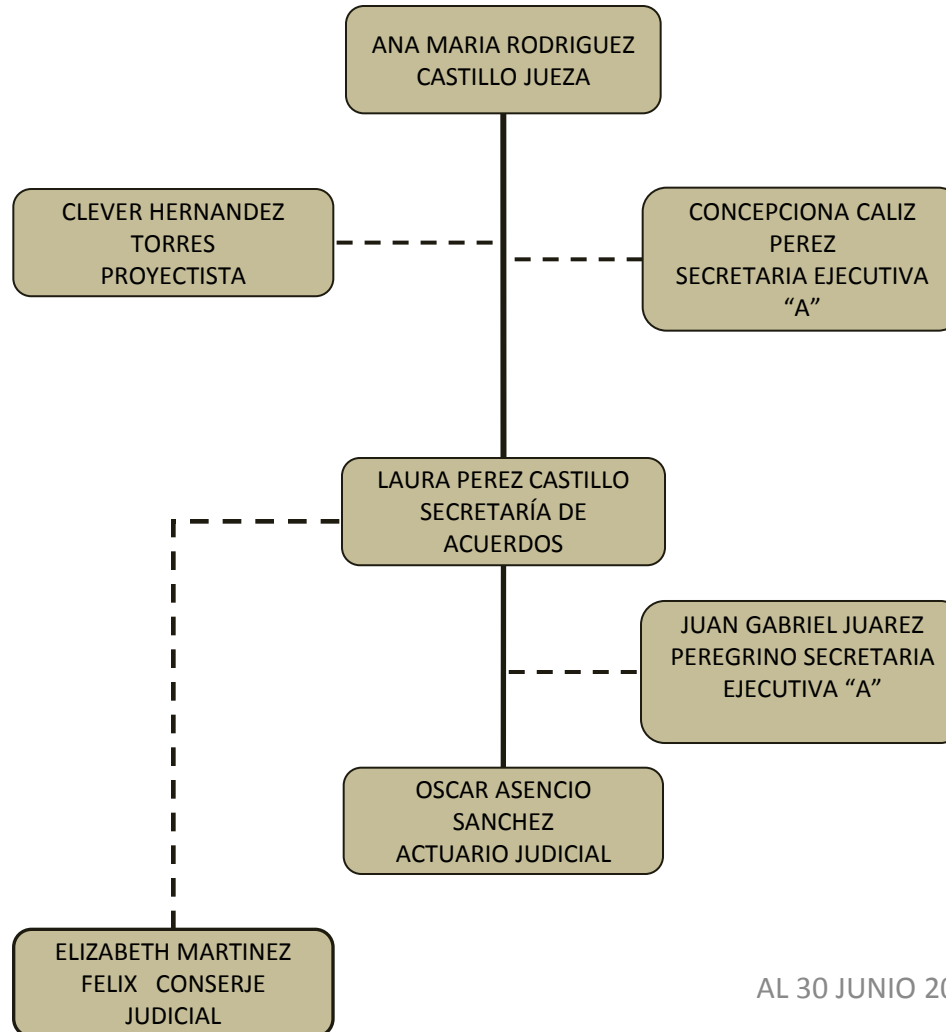 ANA MARIA RODRIGUEZ
CASTILLO JUEZA
CLEVER HERNANDEZ
TORRES
PROYECTISTA
CONCEPCIONA CALIZ
PEREZ
SECRETARIA EJECUTIVA
“A”
LAURA PEREZ CASTILLO
SECRETARÍA DE
ACUERDOS
JUAN GABRIEL JUAREZ
PEREGRINO SECRETARIA
EJECUTIVA “A”
OSCAR ASENCIO
SANCHEZ
ACTUARIO JUDICIAL
ELIZABETH MARTINEZ
FELIX CONSERJE
JUDICIAL
AL 30 JUNIO